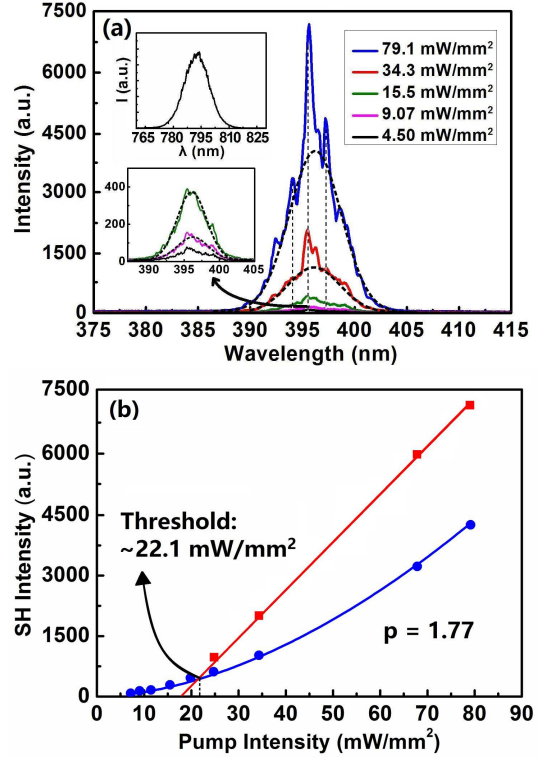 (a)
7500
6000
4500
3000
1500
0
Intensity (a.u.)
I (a.u.)
765 780 795 810 825
λ (nm)
400
200
0
390 395 400 405
79.1 mW/mm²
34.3 mW/mm²
15.5 mW/mm²
9.07 mW/mm²
4.50 mW/mm²
375 380 385 390 395 400 405 410 415
Wavelength (nm)
(b)
7500
6000
4500
3000
1500
0
SH Intensity (a.u.)
Threshold:
~22.1 mW/mm²
p = 1.77
0 10 20 30 40 50 60 70 80 90
Pump Intensity (mW/mm²)